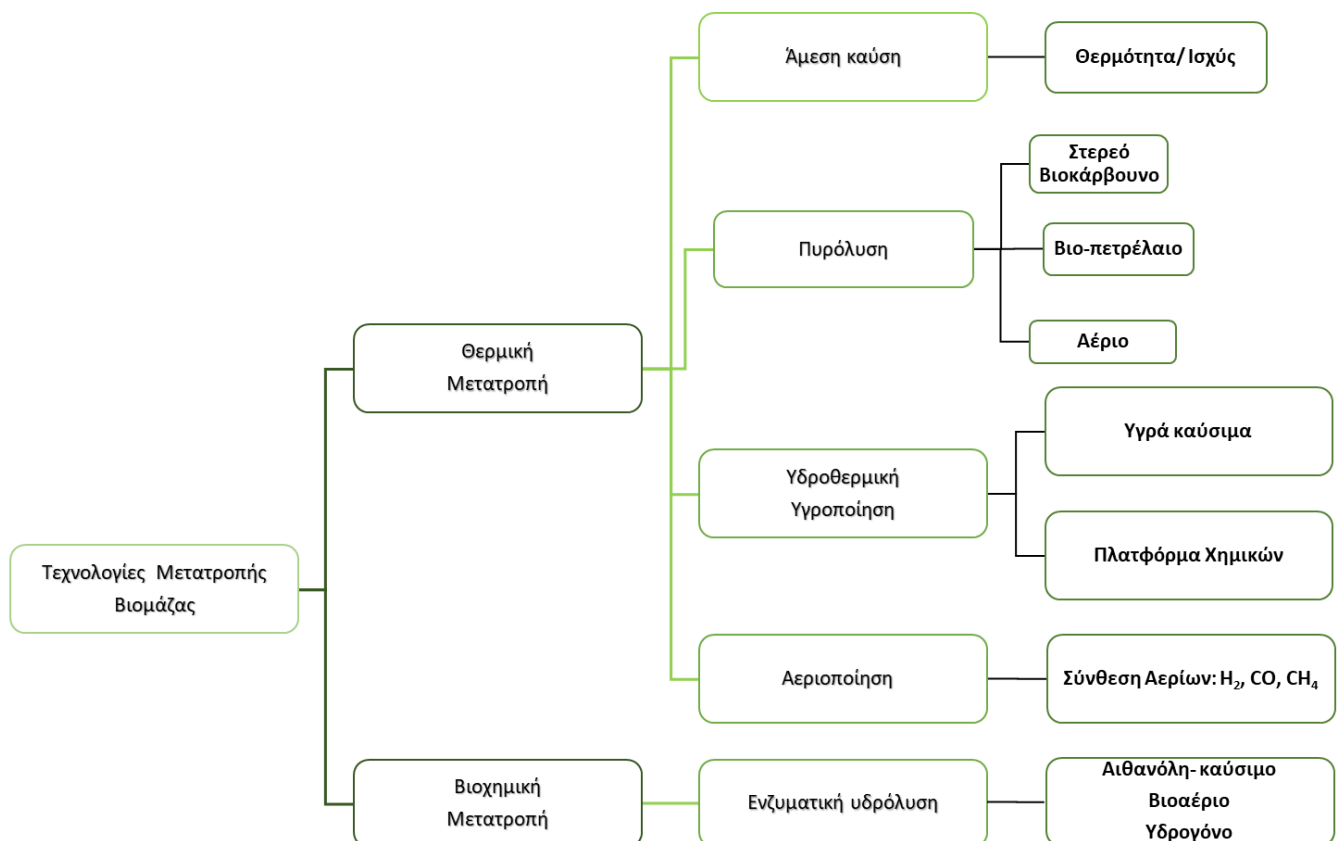 Άμεση καύση
Θερμότητα/ Ισχύς
Στερεό
Βιοκάρβουνο
Πυρόλυση
Βιο-πετρέλαιο
Αέριο
Θερμική
Μετατροπή
Υγρά καύσιμα
Υδροθερμική
Υγροποίηση
Πλατφόρμα Χημικών
Τεχνολογίες Μετατροπής
Βιομάζας
Αεριοποίηση
Σύνθεση Αερίων: H₂, CO, CH₄
Βιοχημική
Μετατροπή
Ενζυματική υδρόλυση
Αιθανόλη- καύσιμο
Βιοαέριο
Υδρογόνο